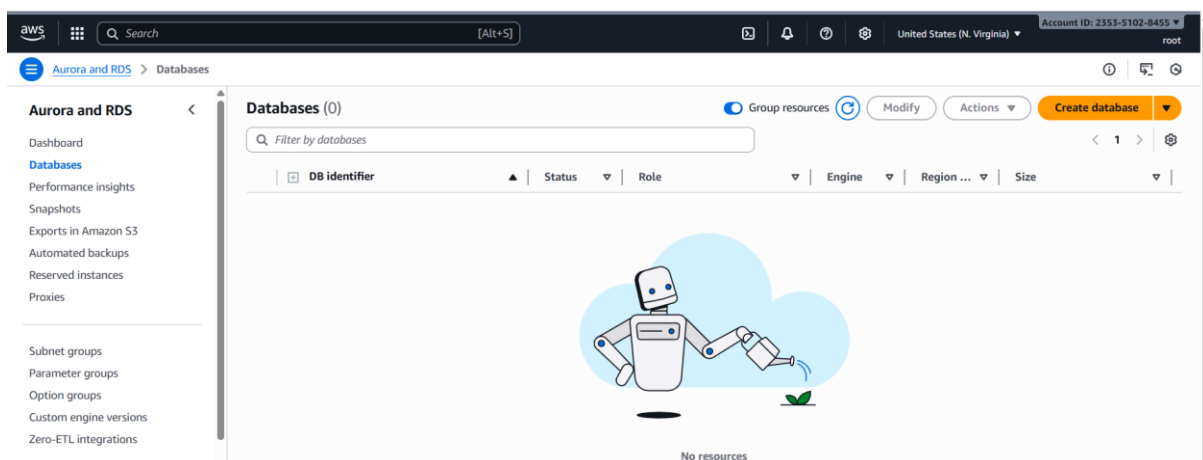 aws
Search [Alt+S] United States (N. Virginia) ▼ Account ID: 2353-5102-8455 ▼
root
Aurora and RDS > Databases
Aurora and RDS
Dashboard
Databases
Performance insights
Snapshots
Exports in Amazon S3
Automated backups
Reserved instances
Proxies
Subnet groups
Parameter groups
Option groups
Custom engine versions
Zero-ETL integrations
Databases (0) Group resources Modify Actions ▼ Create database ▼
Filter by databases < 1 >
DB identifier Status Role Engine Region ... Size
No resources